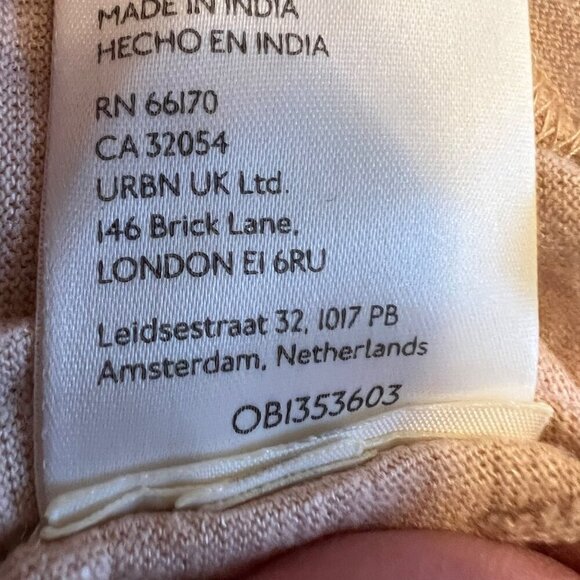 MADE IN INDIA
HECHO EN INDIA
RN 66170
CA 32054
URBN UK Ltd.
146 Brick Lane,
LONDON E1 6RU
Leidsestraat 32, 1017 PB
Amsterdam, Netherlands
OB1353603